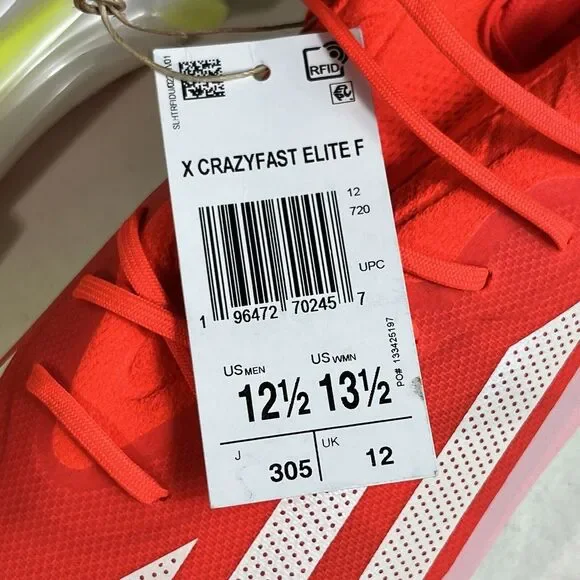 RFID
X CRAZYFAST ELITE F
12
720
UPC
1 96472 70245 7
PO# 133425197
US MEN US WMN
12½ 13½
J UK
305 12